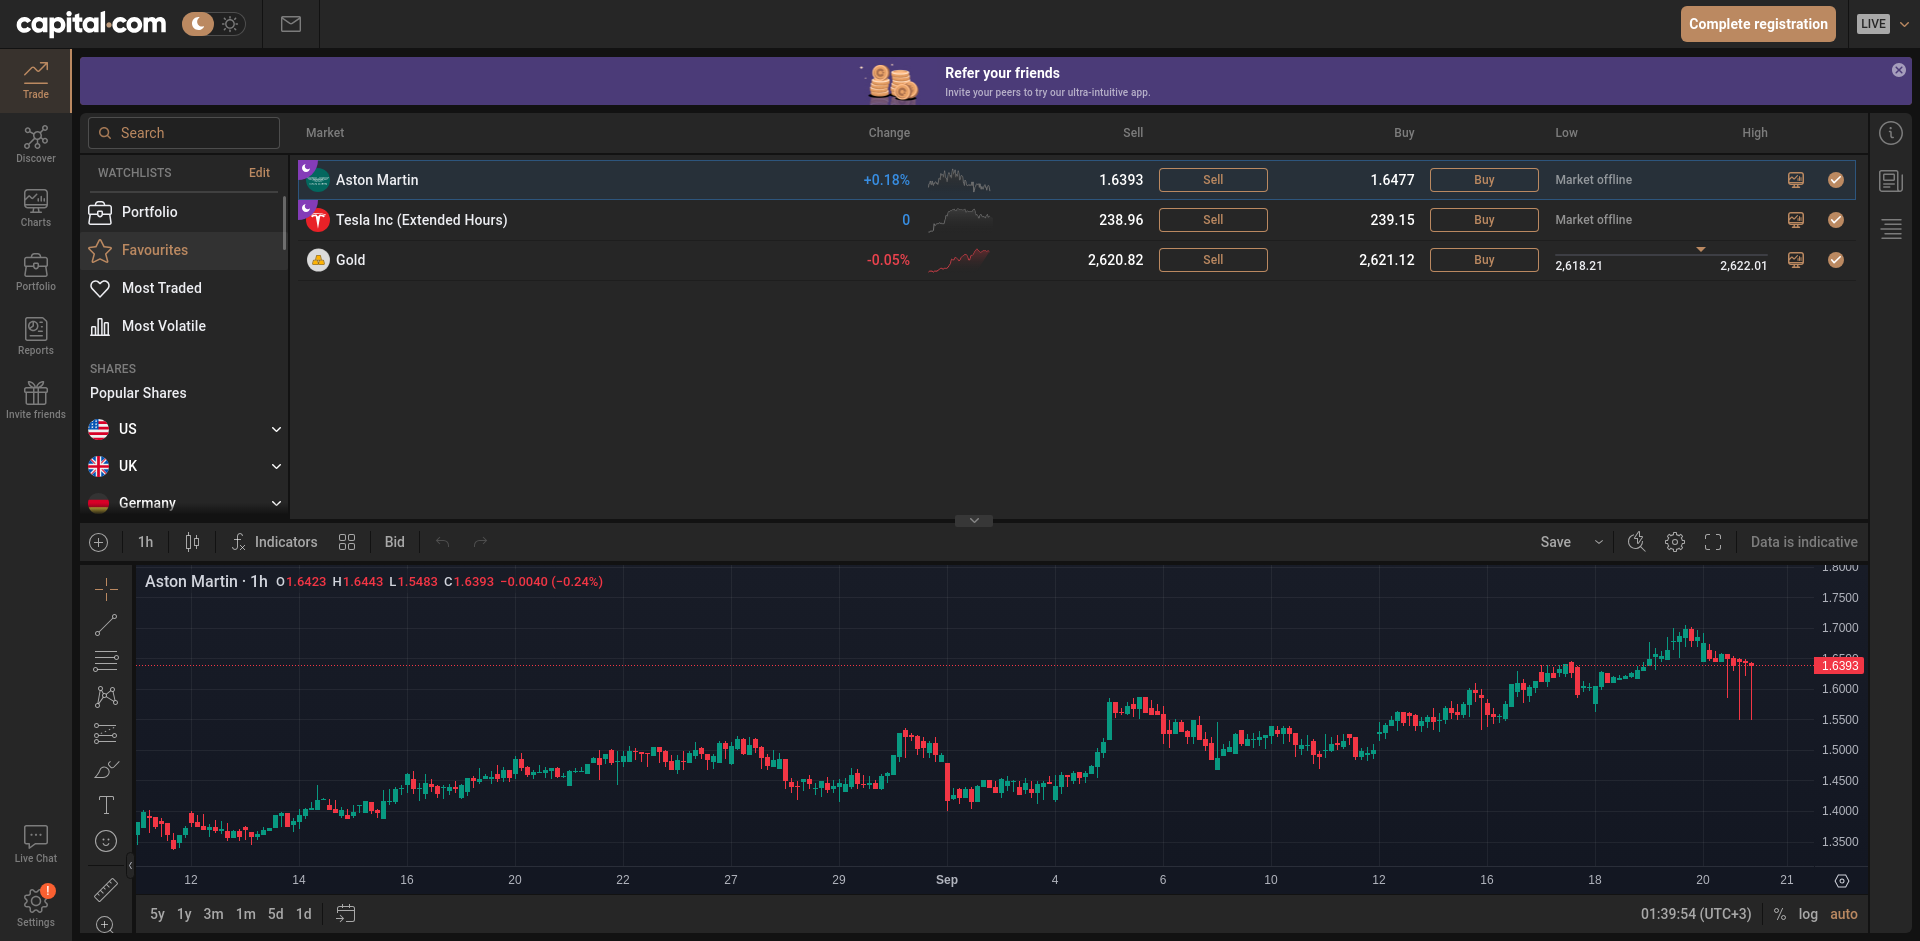 capital.com
Complete registration
LIVE
Trade
Refer your friends
Invite your peers to try our ultra-intuitive app.
Discover
Charts
Portfolio
Reports
Invite friends
Live Chat
!
Settings
Search
WATCHLISTS Edit
Portfolio
Favourites
Most Traded
Most Volatile
SHARES
Popular Shares
US
UK
Germany
Market Change Sell Buy Low High
Aston Martin +0.18% 1.6393 Sell 1.6477 Buy Market offline
Tesla Inc (Extended Hours) 0 238.96 Sell 239.15 Buy Market offline
Gold -0.05% 2,620.82 Sell 2,621.12 Buy 2,618.21 2,622.01
1h Indicators Bid Save Data is indicative
Aston Martin · 1h O1.6423 H1.6443 L1.5483 C1.6393 −0.0040 (−0.24%)
1.8000
1.7500
1.7000
1.6393
1.6000
1.5500
1.5000
1.4500
1.4000
1.3500
12 14 16 20 22 27 29 Sep 4 6 10 12 16 18 20 21
5y 1y 3m 1m 5d 1d 01:39:54 (UTC+3) % log auto